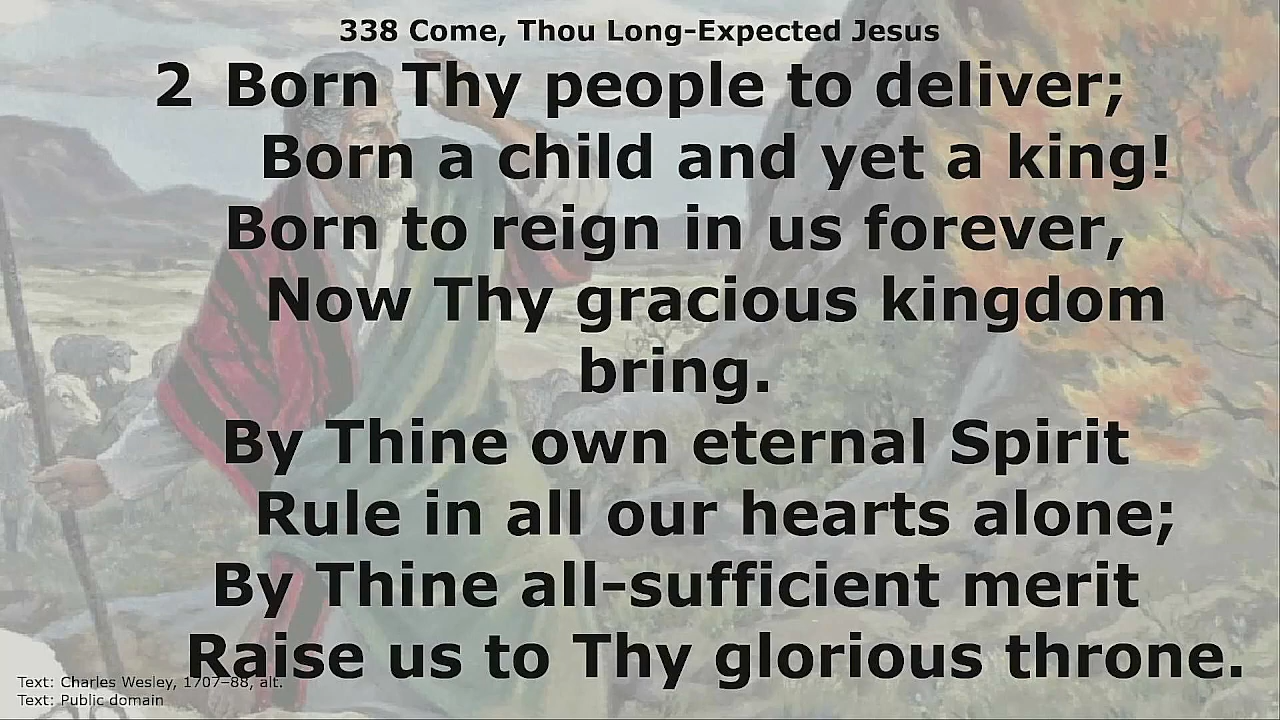 338 Come, Thou Long-Expected Jesus
2 Born Thy people to deliver;
Born a child and yet a king!
Born to reign in us forever,
Now Thy gracious kingdom
bring.
By Thine own eternal Spirit
Rule in all our hearts alone;
By Thine all-sufficient merit
Raise us to Thy glorious throne.
Text: Charles Wesley, 1707–88, alt.
Text: Public domain